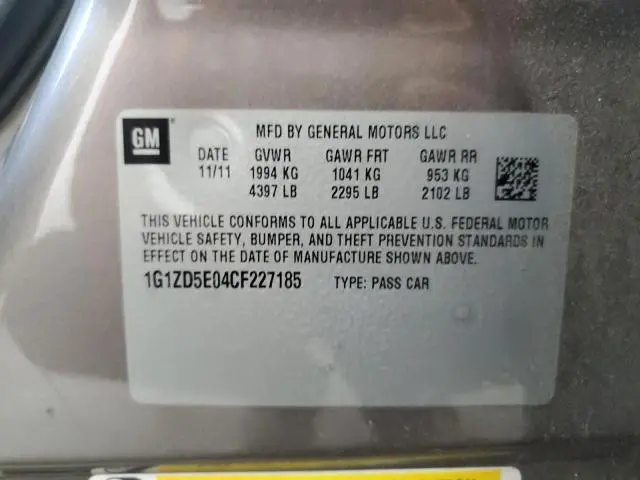 GM
MFD BY GENERAL MOTORS LLC
DATE GVWR GAWR FRT GAWR RR
11/11 1994 KG 1041 KG 953 KG
4397 LB 2295 LB 2102 LB
THIS VEHICLE CONFORMS TO ALL APPLICABLE U.S. FEDERAL MOTOR
VEHICLE SAFETY, BUMPER, AND THEFT PREVENTION STANDARDS IN
EFFECT ON THE DATE OF MANUFACTURE SHOWN ABOVE.
1G1ZD5E04CF227185 TYPE: PASS CAR